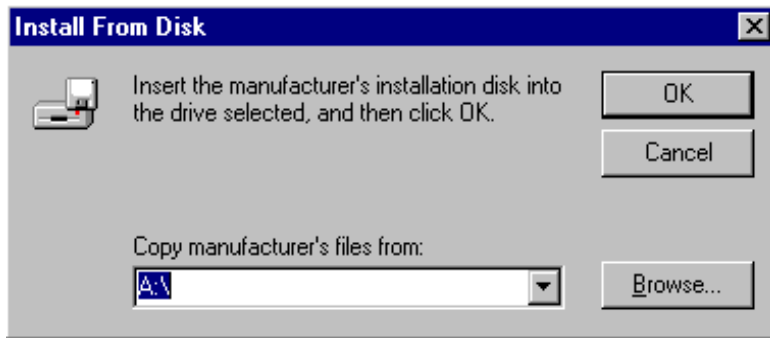 Install From Disk
Insert the manufacturer's installation disk into
the drive selected, and then click OK.
OK
Cancel
Copy manufacturer's files from:
A:\
Browse...